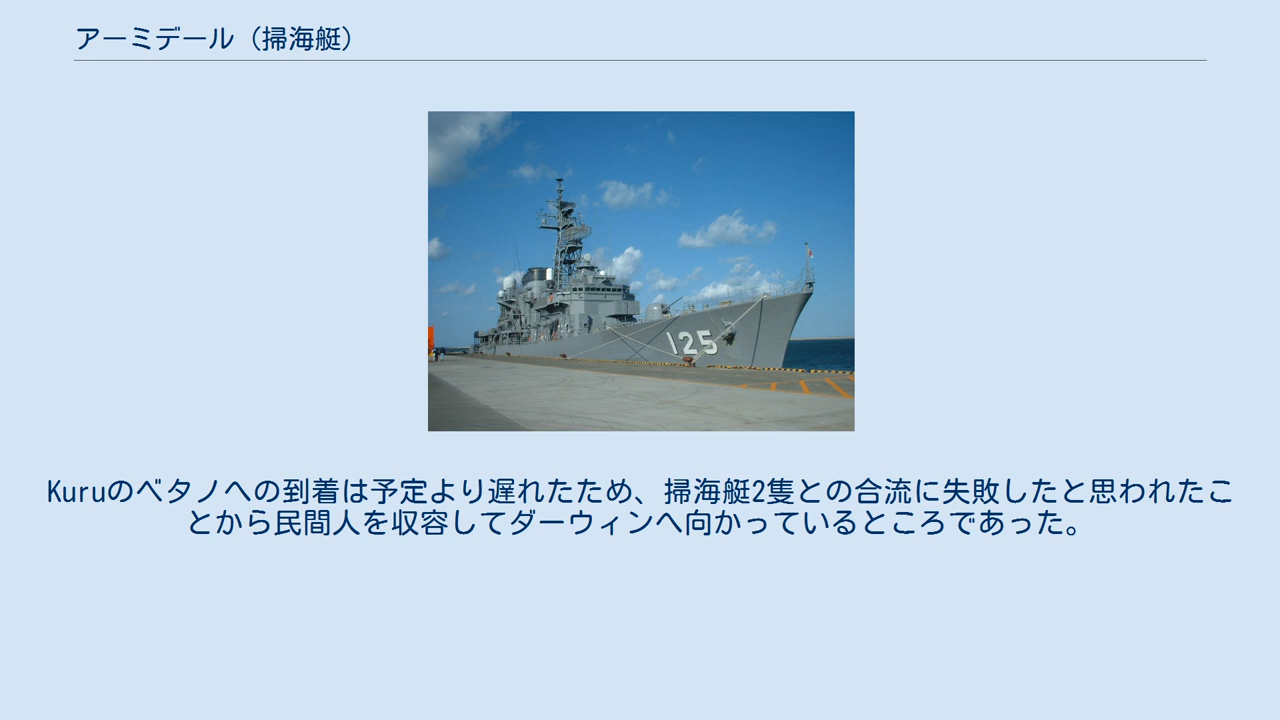 アーミデール（掃海艇）
125
Kuruのベタノへの到着は予定より遅れたため、掃海艇2隻との合流に失敗したと思われたこ
とから民間人を収容してダーウィンへ向かっているところであった。